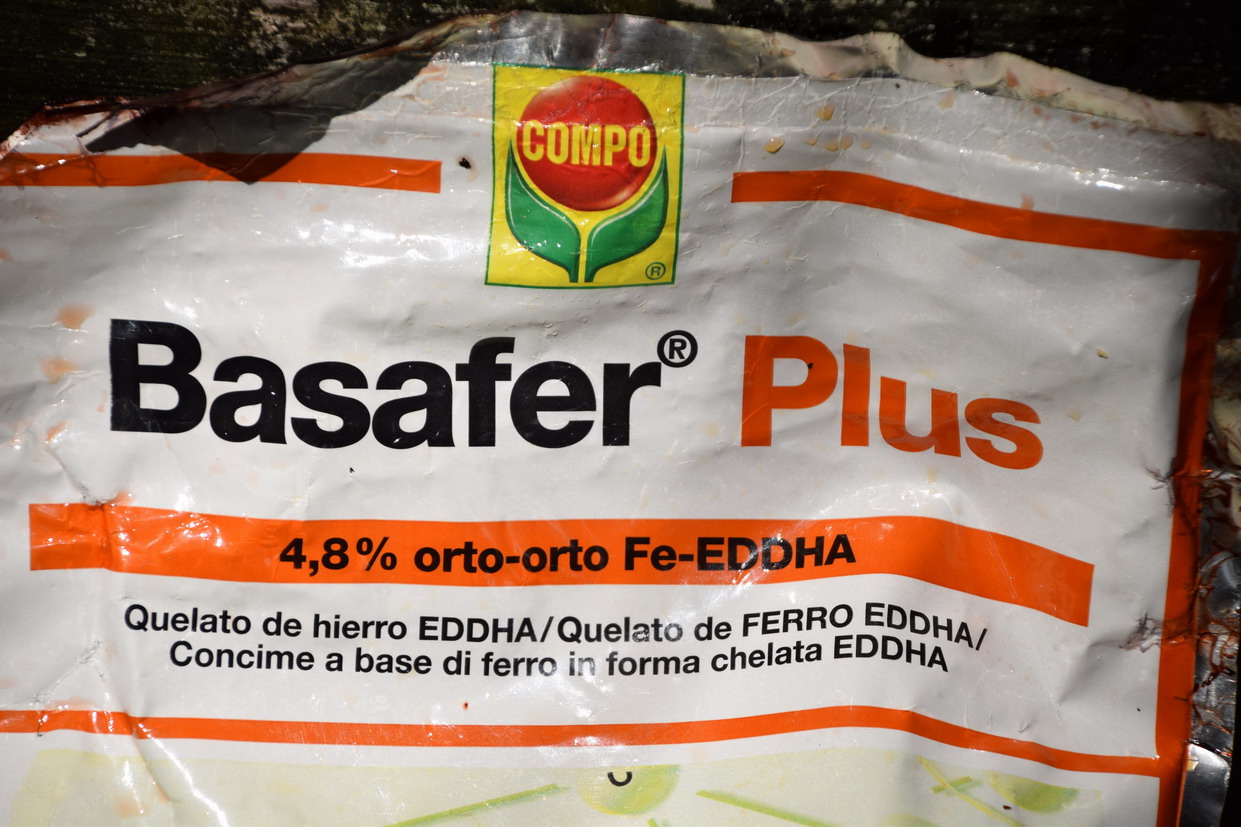 COMPO
®
Basafer® Plus
4,8% orto-orto Fe-EDDHA
Quelato de hierro EDDHA/Quelato de FERRO EDDHA/
Concime a base di ferro in forma chelata EDDHA